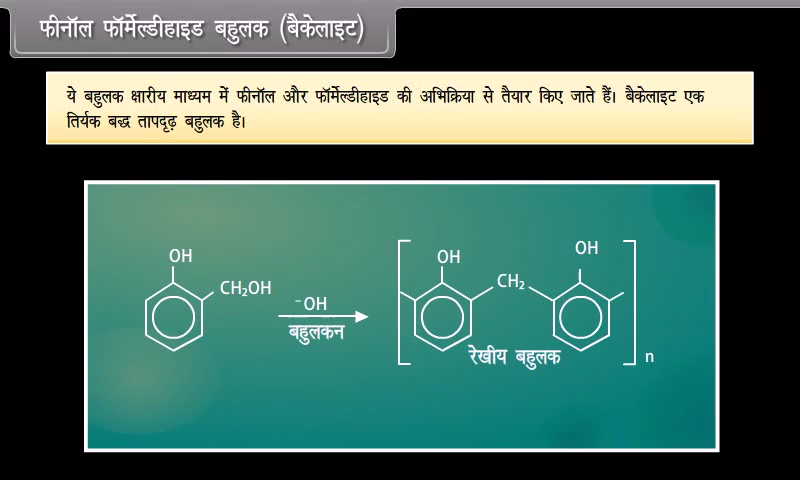 फीनॉल फॉर्मेल्डीहाइड बहुलक (बैकेलाइट)
ये बहुलक क्षारीय माध्यम में फीनॉल और फॉर्मेल्डीहाइड की अभिक्रिया से तैयार किए जाते हैं। बैकेलाइट एक
तिर्यक बद्ध तापदृढ़ बहुलक है।
OH
CH₂OH
⁻OH
बहुलकन
OH
CH₂
OH
रेखीय बहुलक
n